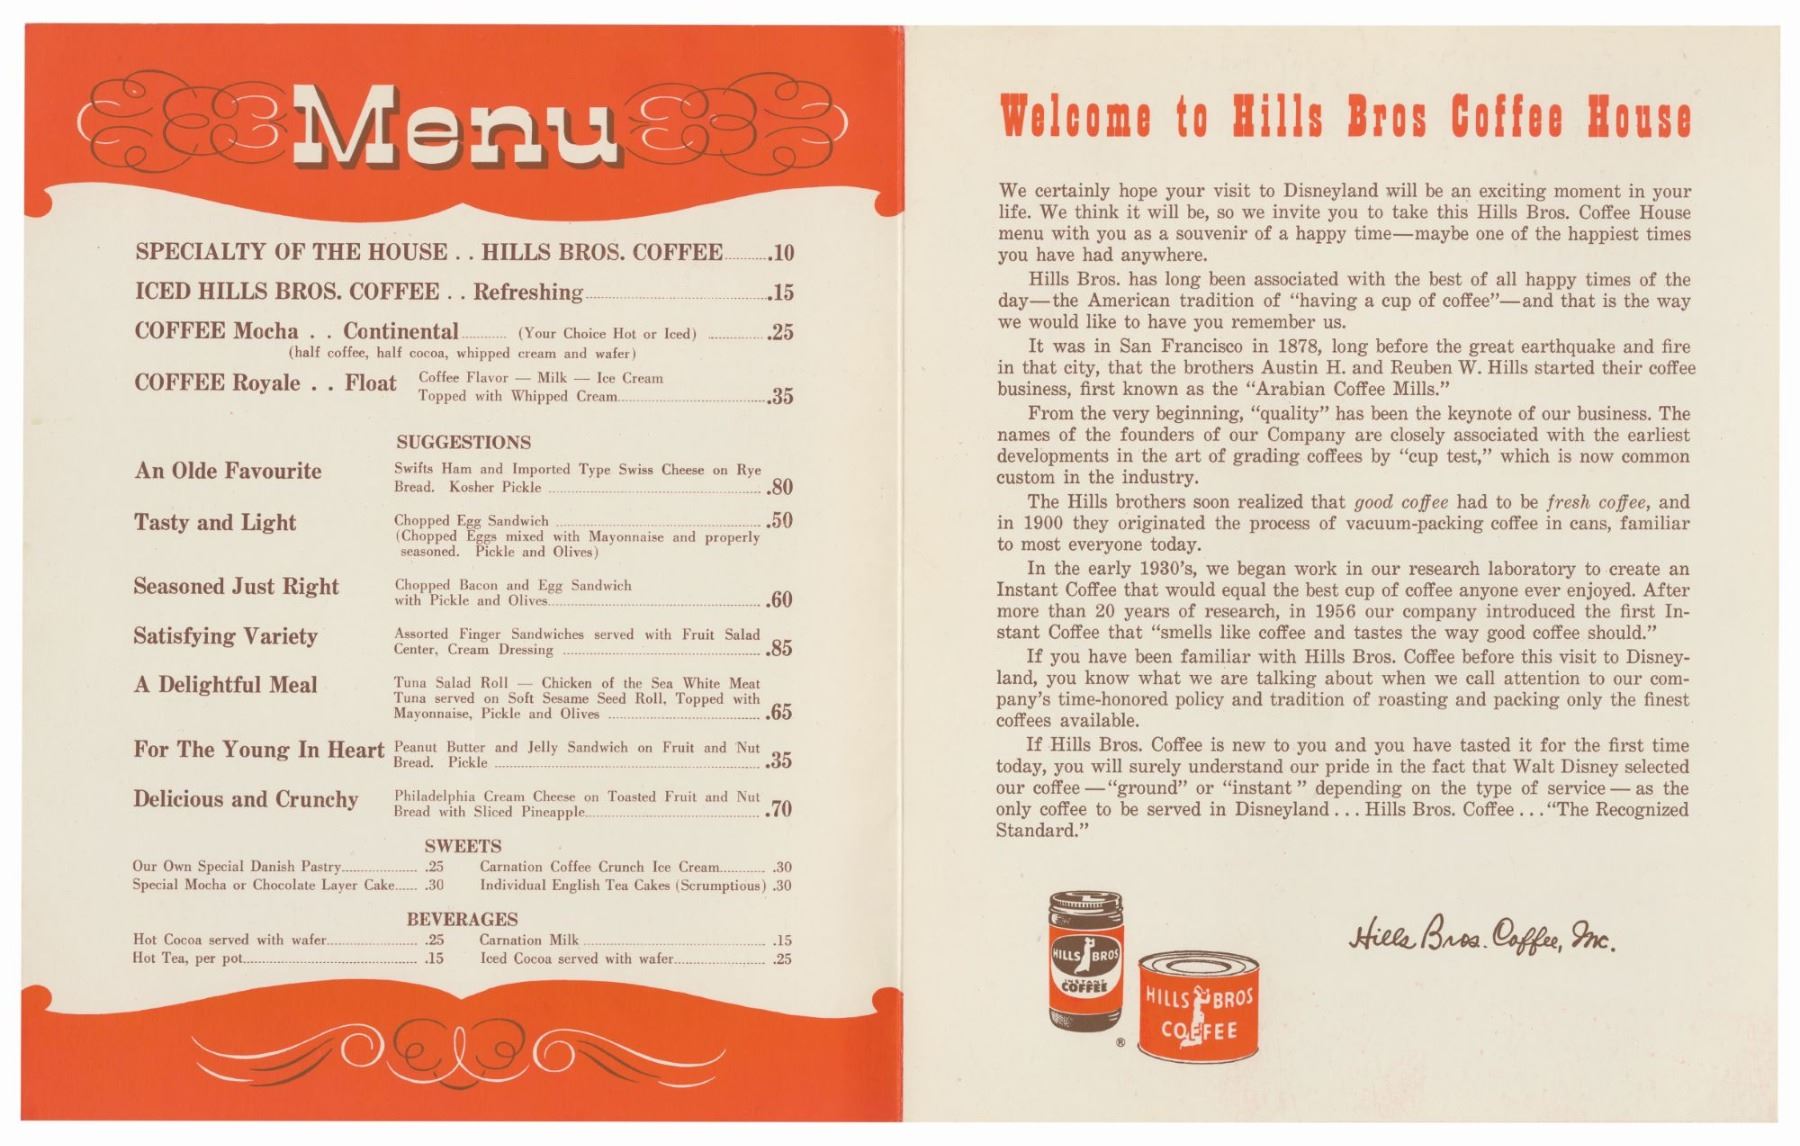 Menu
SPECIALTY OF THE HOUSE . . HILLS BROS. COFFEE .10
ICED HILLS BROS. COFFEE . . Refreshing .15
COFFEE Mocha . . Continental (Your Choice Hot or Iced) .25
(half coffee, half cocoa, whipped cream and wafer)
COFFEE Royale . . Float Coffee Flavor — Milk — Ice Cream
Topped with Whipped Cream .35
SUGGESTIONS
An Olde Favourite Swifts Ham and Imported Type Swiss Cheese on Rye
Bread. Kosher Pickle .80
Tasty and Light Chopped Egg Sandwich .50
(Chopped Eggs mixed with Mayonnaise and properly
seasoned. Pickle and Olives)
Seasoned Just Right Chopped Bacon and Egg Sandwich
with Pickle and Olives .60
Satisfying Variety Assorted Finger Sandwiches served with Fruit Salad
Center, Cream Dressing .85
A Delightful Meal Tuna Salad Roll — Chicken of the Sea White Meat
Tuna served on Soft Sesame Seed Roll, Topped with
Mayonnaise, Pickle and Olives .65
For The Young In Heart Peanut Butter and Jelly Sandwich on Fruit and Nut
Bread. Pickle .35
Delicious and Crunchy Philadelphia Cream Cheese on Toasted Fruit and Nut
Bread with Sliced Pineapple .70
SWEETS
Our Own Special Danish Pastry .25 Carnation Coffee Crunch Ice Cream .30
Special Mocha or Chocolate Layer Cake .30 Individual English Tea Cakes (Scrumptious) .30
BEVERAGES
Hot Cocoa served with wafer .25 Carnation Milk .15
Hot Tea, per pot .15 Iced Cocoa served with wafer .25
Welcome to Hills Bros Coffee House
We certainly hope your visit to Disneyland will be an exciting moment in your
life. We think it will be, so we invite you to take this Hills Bros. Coffee House
menu with you as a souvenir of a happy time—maybe one of the happiest times
you have had anywhere.
Hills Bros. has long been associated with the best of all happy times of the
day—the American tradition of “having a cup of coffee”—and that is the way
we would like to have you remember us.
It was in San Francisco in 1878, long before the great earthquake and fire
in that city, that the brothers Austin H. and Reuben W. Hills started their coffee
business, first known as the “Arabian Coffee Mills.”
From the very beginning, “quality” has been the keynote of our business. The
names of the founders of our Company are closely associated with the earliest
developments in the art of grading coffees by “cup test,” which is now common
custom in the industry.
The Hills brothers soon realized that good coffee had to be fresh coffee, and
in 1900 they originated the process of vacuum-packing coffee in cans, familiar
to most everyone today.
In the early 1930’s, we began work in our research laboratory to create an
Instant Coffee that would equal the best cup of coffee anyone ever enjoyed. After
more than 20 years of research, in 1956 our company introduced the first In-
stant Coffee that “smells like coffee and tastes the way good coffee should.”
If you have been familiar with Hills Bros. Coffee before this visit to Disney-
land, you know what we are talking about when we call attention to our com-
pany’s time-honored policy and tradition of roasting and packing only the finest
coffees available.
If Hills Bros. Coffee is new to you and you have tasted it for the first time
today, you will surely understand our pride in the fact that Walt Disney selected
our coffee —“ground” or “instant” depending on the type of service — as the
only coffee to be served in Disneyland . . . Hills Bros. Coffee . . . “The Recognized
Standard.”
HILLS BROS
INSTANT
COFFEE
®
HILLS BROS
COFFEE
Hills Bros. Coffee, Inc.